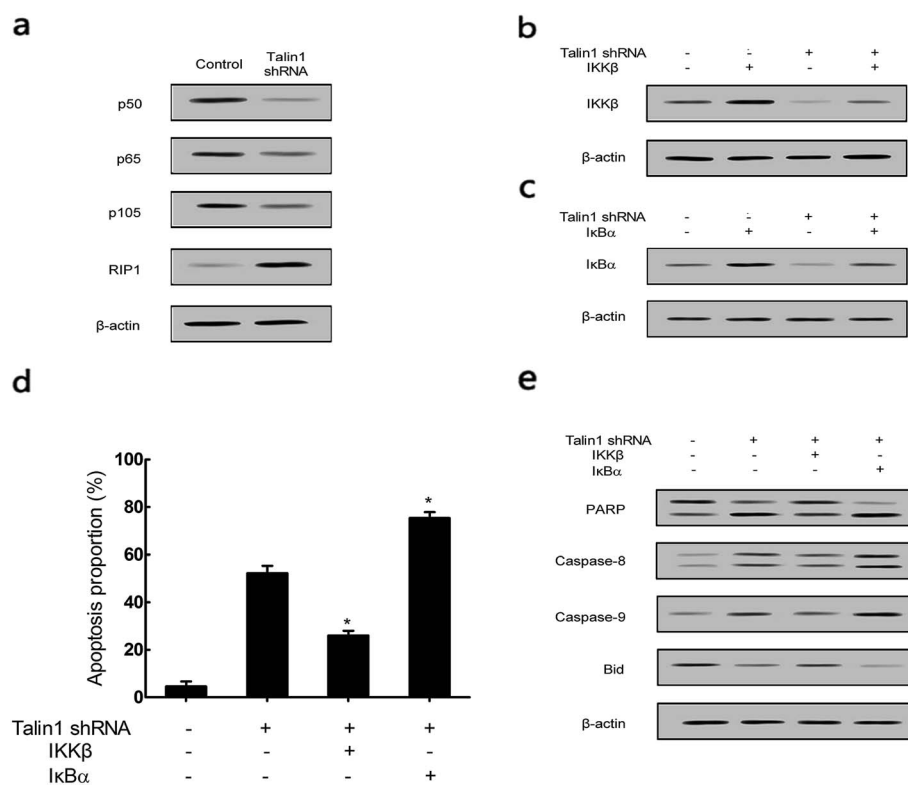 a
Control
Talin1
shRNA
p50
p65
p105
RIP1
β-actin
b
Talin1 shRNA - - + +
IKKβ - + - +
IKKβ
β-actin
c
Talin1 shRNA - - + +
IκBα - + - +
IκBα
β-actin
d
Apoptosis proportion (%)
100
80
60
40
20
0
*
*
Talin1 shRNA - + + +
IKKβ - - + -
IκBα - - - +
e
Talin1 shRNA - + + +
IKKβ - - + -
IκBα - - - +
PARP
Caspase-8
Caspase-9
Bid
β-actin